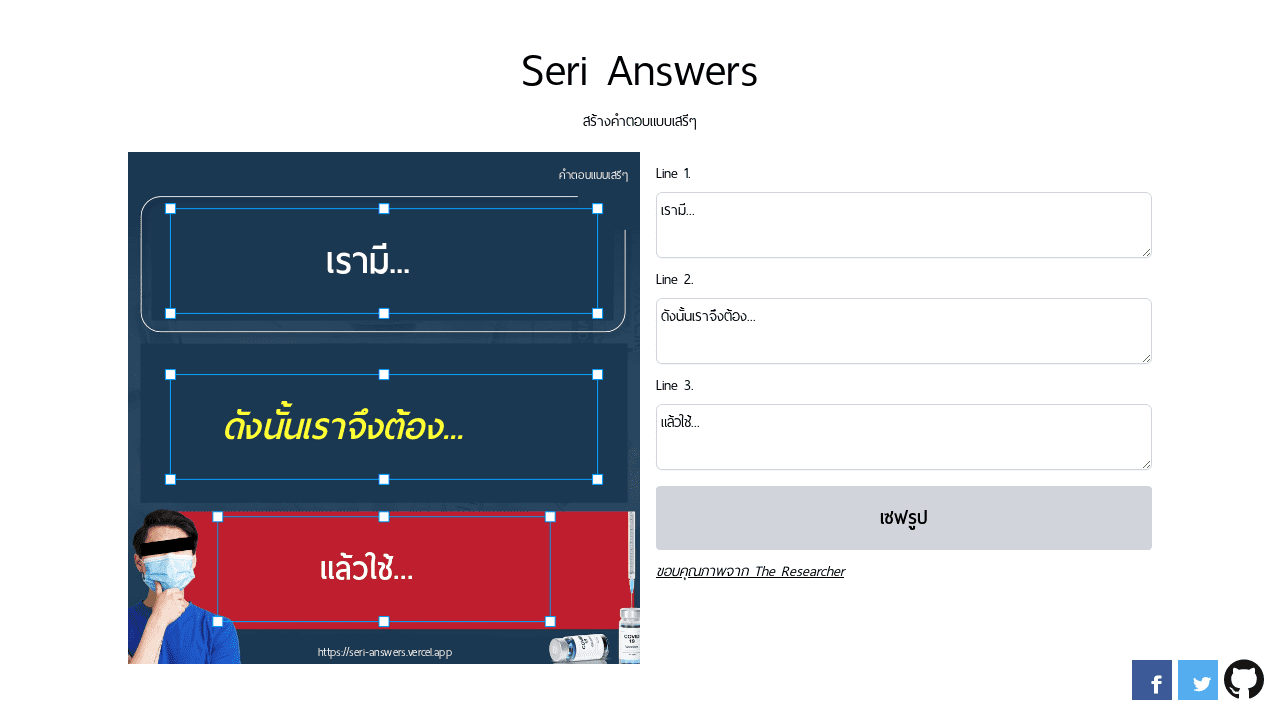 Seri Answers
สร้างคำตอบแบบเสรีๆ
คำตอบแบบเสรีๆ
เรามี...
ดังนั้นเราจึงต้อง...
แล้วใช้...
https://seri-answers.vercel.app
COVID
19
Line 1.
เรามี...
Line 2.
ดังนั้นเราจึงต้อง...
Line 3.
แล้วใช้...
เซฟรูป
ขอบคุณภาพจาก The Researcher